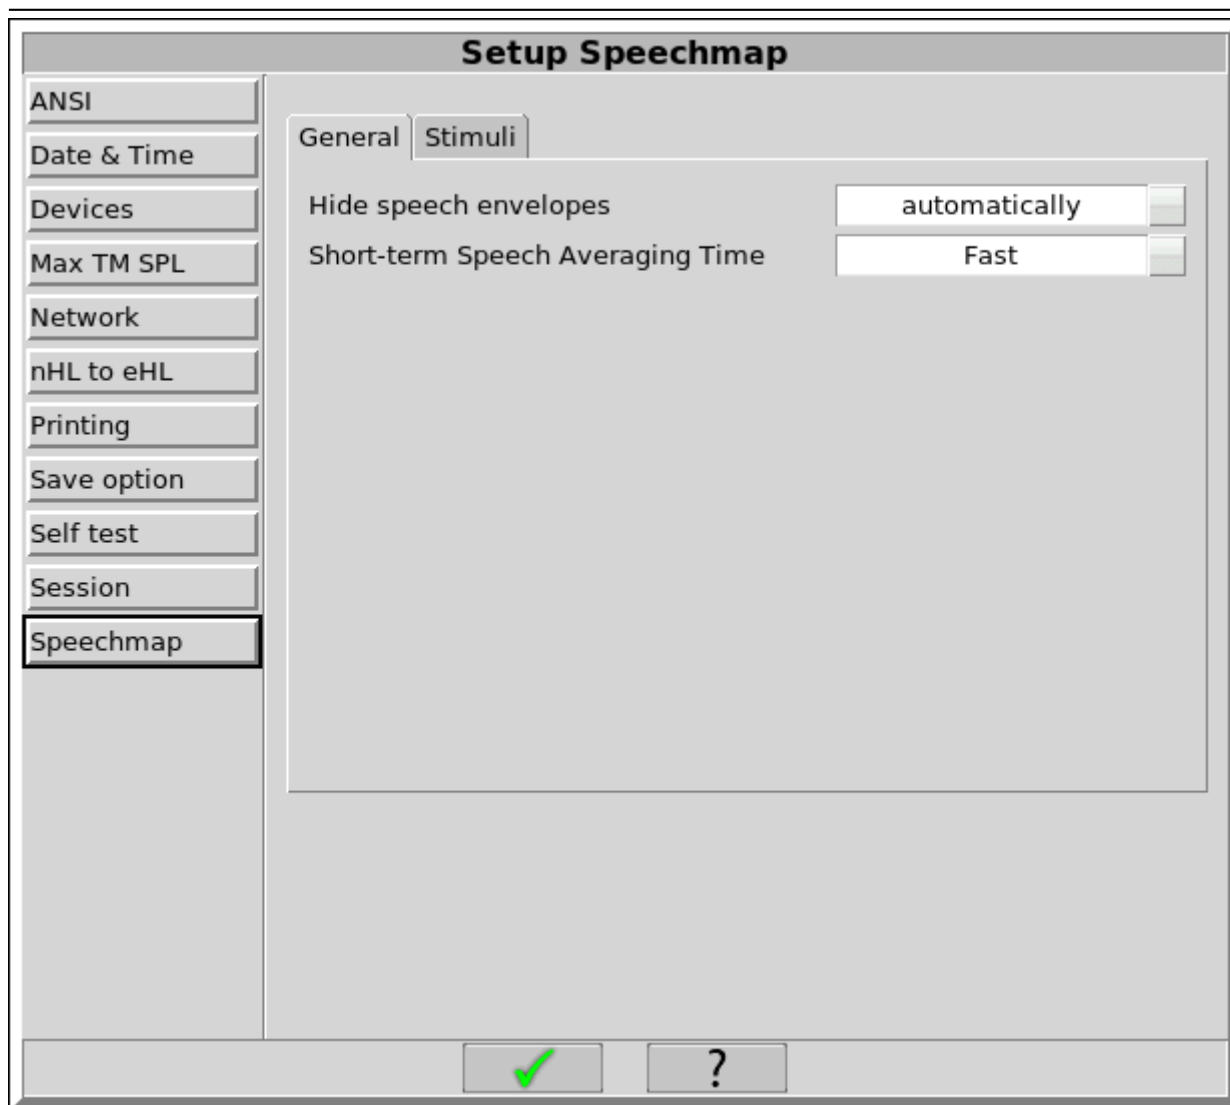 Setup Speechmap
ANSI
Date & Time
Devices
Max TM SPL
Network
nHL to eHL
Printing
Save option
Self test
Session
Speechmap
General
Stimuli
Hide speech envelopes automatically
Short-term Speech Averaging Time Fast
?